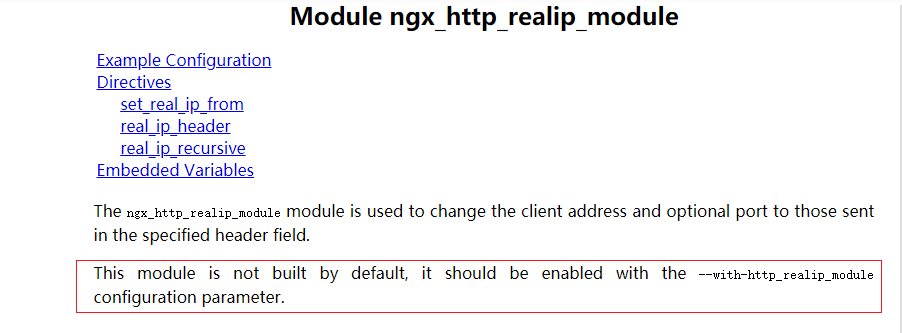 Module ngx_http_realip_module
Example Configuration
Directives
set_real_ip_from
real_ip_header
real_ip_recursive
Embedded Variables
The ngx_http_realip_module module is used to change the client address and optional port to those sent
in the specified header field.
This module is not built by default, it should be enabled with the --with-http_realip_module
configuration parameter.